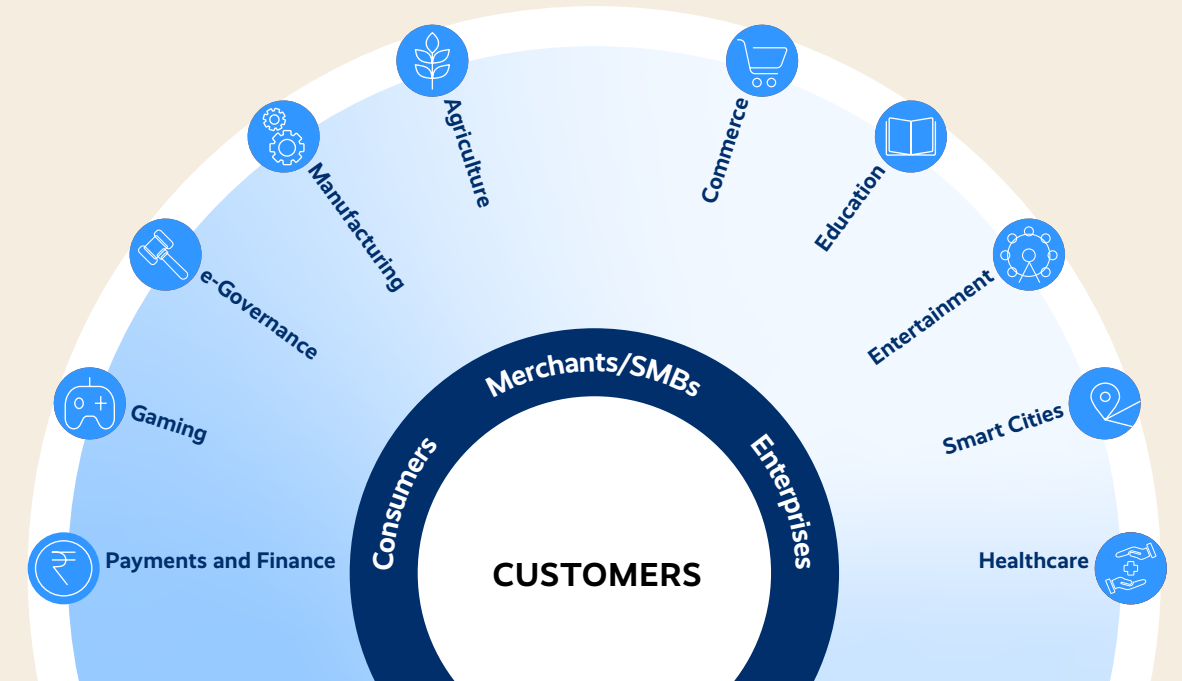 Payments and Finance
Gaming
e-Governance
Manufacturing
Agriculture
Commerce
Education
Entertainment
Smart Cities
Healthcare
Consumers
Merchants/SMBs
Enterprises
CUSTOMERS